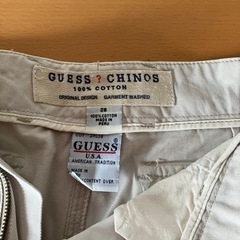 GUESS ? CHINOS
100% COTTON
ORIGINAL DESIGN GARMENT WASHED
28
100% COTTON
MADE IN
PERU
GUESS
U.S.A.
AMERICAN TRADITION
MADE IN
CONTENT OVER